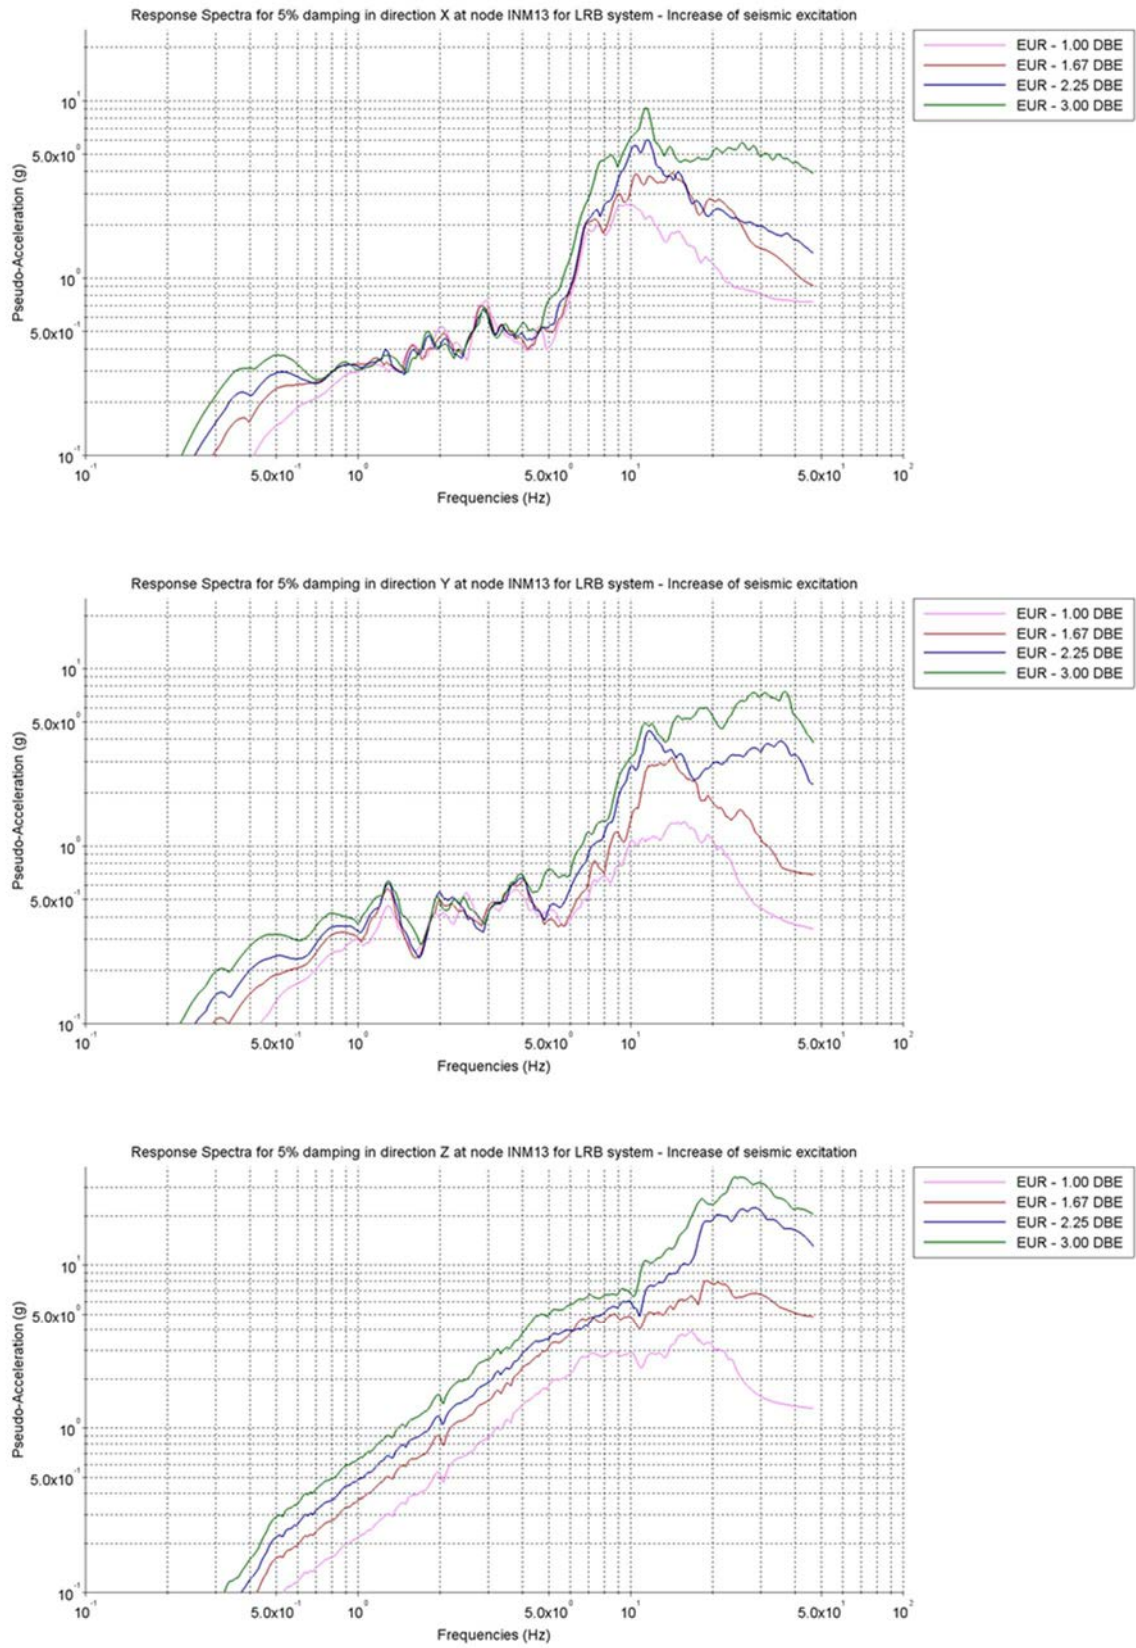 Response Spectra for 5% damping in direction X at node INM13 for LRB system - Increase of seismic excitation
EUR - 1.00 DBE
EUR - 1.67 DBE
EUR - 2.25 DBE
EUR - 3.00 DBE
Pseudo-Acceleration (g)
10¹
5.0x10⁰
10⁰
5.0x10⁻¹
10⁻¹
10⁻¹ 5.0x10⁻¹ 10⁰ 5.0x10⁰ 10¹ 5.0x10¹ 10²
Frequencies (Hz)
Response Spectra for 5% damping in direction Y at node INM13 for LRB system - Increase of seismic excitation
EUR - 1.00 DBE
EUR - 1.67 DBE
EUR - 2.25 DBE
EUR - 3.00 DBE
Pseudo-Acceleration (g)
10¹
5.0x10⁰
10⁰
5.0x10⁻¹
10⁻¹
10⁻¹ 5.0x10⁻¹ 10⁰ 5.0x10⁰ 10¹ 5.0x10¹ 10²
Frequencies (Hz)
Response Spectra for 5% damping in direction Z at node INM13 for LRB system - Increase of seismic excitation
EUR - 1.00 DBE
EUR - 1.67 DBE
EUR - 2.25 DBE
EUR - 3.00 DBE
Pseudo-Acceleration (g)
10¹
5.0x10⁰
10⁰
5.0x10⁻¹
10⁻¹
10⁻¹ 5.0x10⁻¹ 10⁰ 5.0x10⁰ 10¹ 5.0x10¹ 10²
Frequencies (Hz)